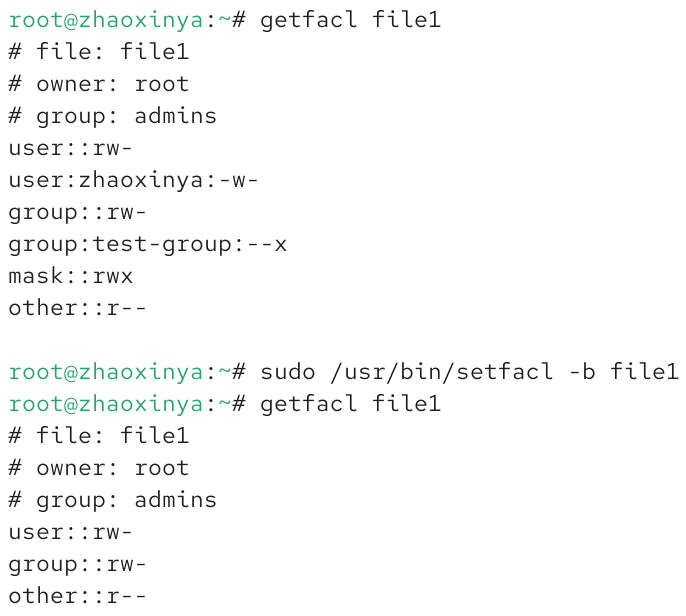 root@zhaoxinya:~# getfacl file1
# file: file1
# owner: root
# group: admins
user::rw-
user:zhaoxinya:-w-
group::rw-
group:test-group:--x
mask::rwx
other::r--
root@zhaoxinya:~# sudo /usr/bin/setfacl -b file1
root@zhaoxinya:~# getfacl file1
# file: file1
# owner: root
# group: admins
user::rw-
group::rw-
other::r--